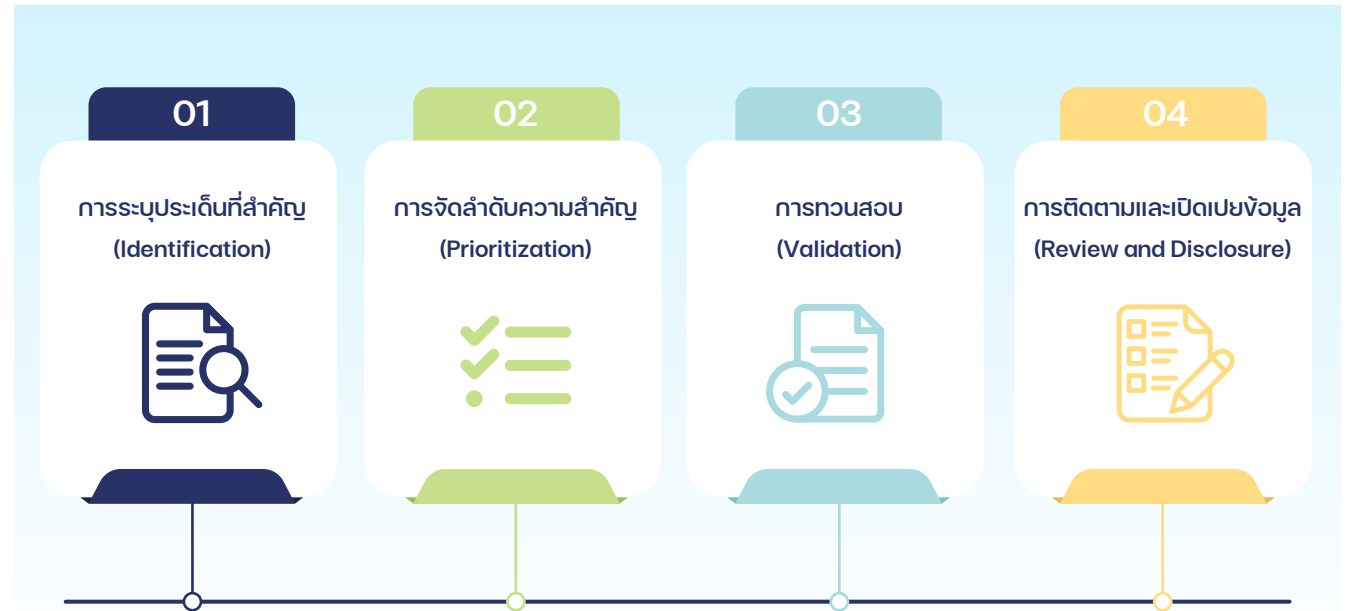 01
การระบุประเด็นที่สำคัญ
(Identification)
02
การจัดลำดับความสำคัญ
(Prioritization)
03
การทวนสอบ
(Validation)
04
การติดตามและเปิดเปยข้อมูล
(Review and Disclosure)